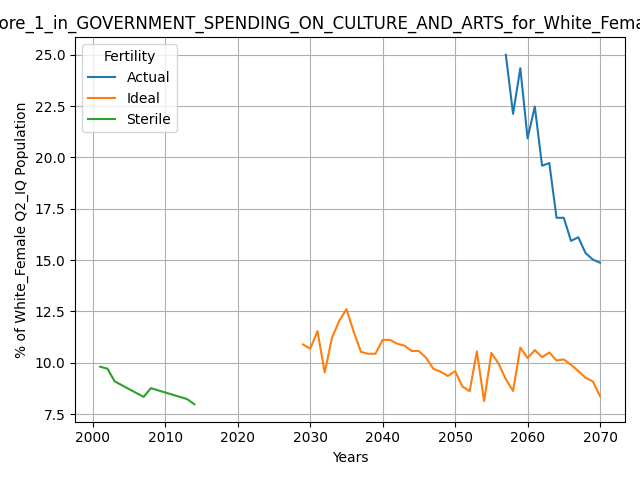 ore_1_in_GOVERNMENT_SPENDING_ON_CULTURE_AND_ARTS_for_White_Fema
Fertility
Actual
Ideal
Sterile
% of White_Female Q2_IQ Population
25.0
22.5
20.0
17.5
15.0
12.5
10.0
7.5
2000 2010 2020 2030 2040 2050 2060 2070
Years